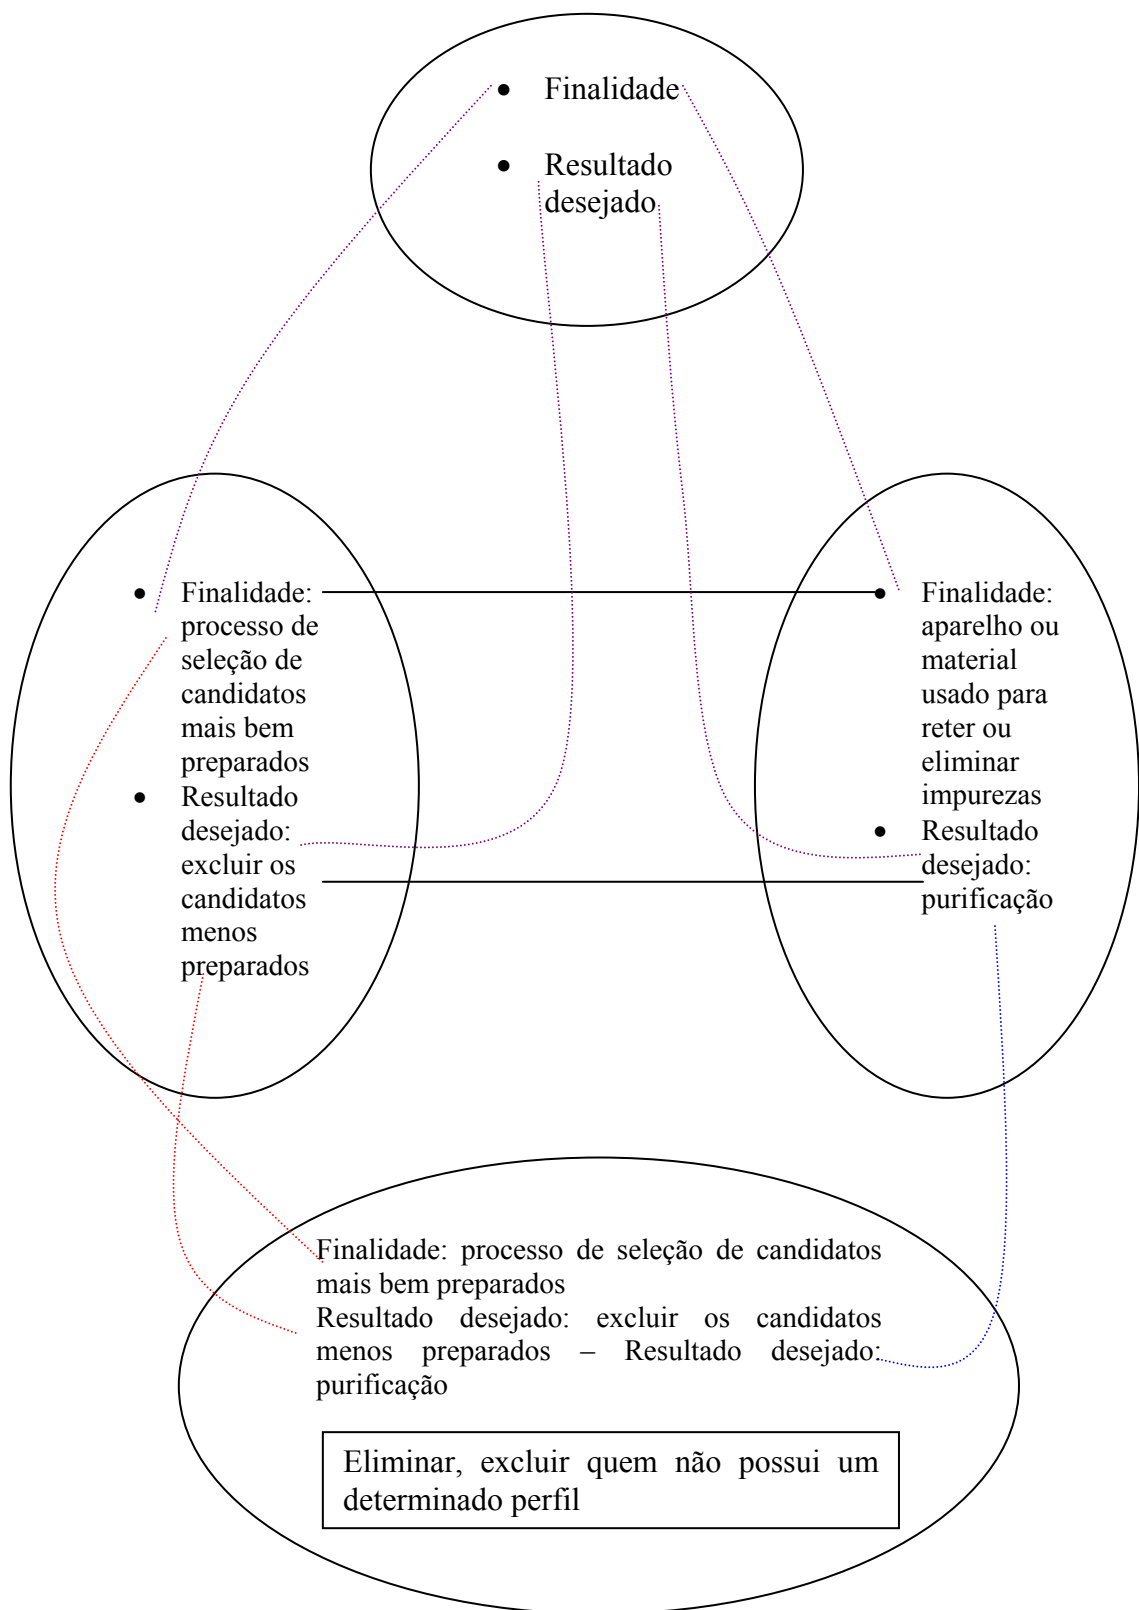 • Finalidade
• Resultado
desejado
• Finalidade:
processo de
seleção de
candidatos
mais bem
preparados
• Resultado
desejado:
excluir os
candidatos
menos
preparados
• Finalidade:
aparelho ou
material
usado para
reter ou
eliminar
impurezas
• Resultado
desejado:
purificação
Finalidade: processo de seleção de candidatos
mais bem preparados
Resultado desejado: excluir os candidatos
menos preparados – Resultado desejado:
purificação
Eliminar, excluir quem não possui um
determinado perfil